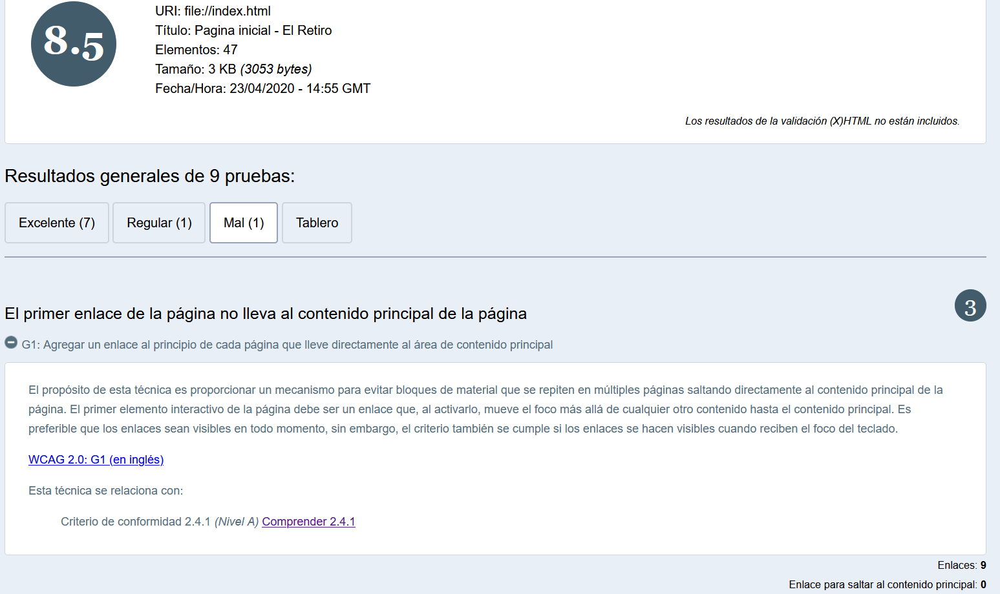 8.5
URI: file://index.html
Título: Pagina inicial - El Retiro
Elementos: 47
Tamaño: 3 KB (3053 bytes)
Fecha/Hora: 23/04/2020 - 14:55 GMT
Los resultados de la validación (X)HTML no están incluidos.
Resultados generales de 9 pruebas:
Excelente (7) Regular (1) Mal (1) Tablero
El primer enlace de la página no lleva al contenido principal de la página
3
G1: Agregar un enlace al principio de cada página que lleve directamente al área de contenido principal
El propósito de esta técnica es proporcionar un mecanismo para evitar bloques de material que se repiten en múltiples páginas saltando directamente al contenido principal de la
página. El primer elemento interactivo de la página debe ser un enlace que, al activarlo, mueve el foco más allá de cualquier otro contenido hasta el contenido principal. Es
preferible que los enlaces sean visibles en todo momento, sin embargo, el criterio también se cumple si los enlaces se hacen visibles cuando reciben el foco del teclado.
WCAG 2.0: G1 (en inglés)
Esta técnica se relaciona con:
Criterio de conformidad 2.4.1 (Nivel A) Comprender 2.4.1
Enlaces: 9
Enlace para saltar al contenido principal: 0